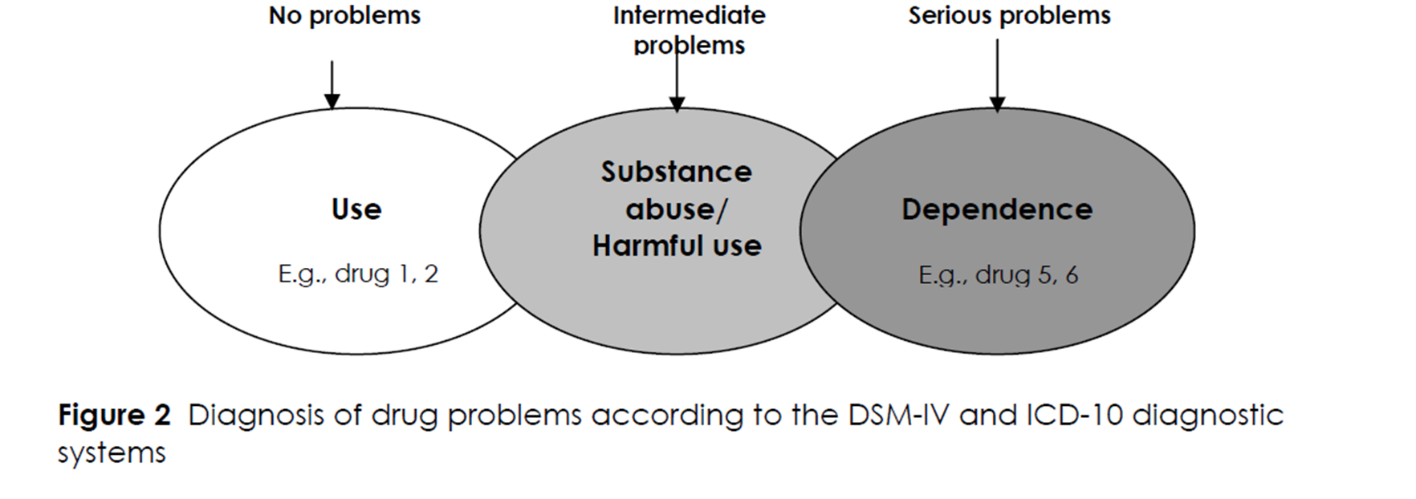 No problems
Intermediate
problems
Serious problems
Use
E.g., drug 1, 2
Substance
abuse/
Harmful use
Dependence
E.g., drug 5, 6
Figure 2 Diagnosis of drug problems according to the DSM-IV and ICD-10 diagnostic
systems